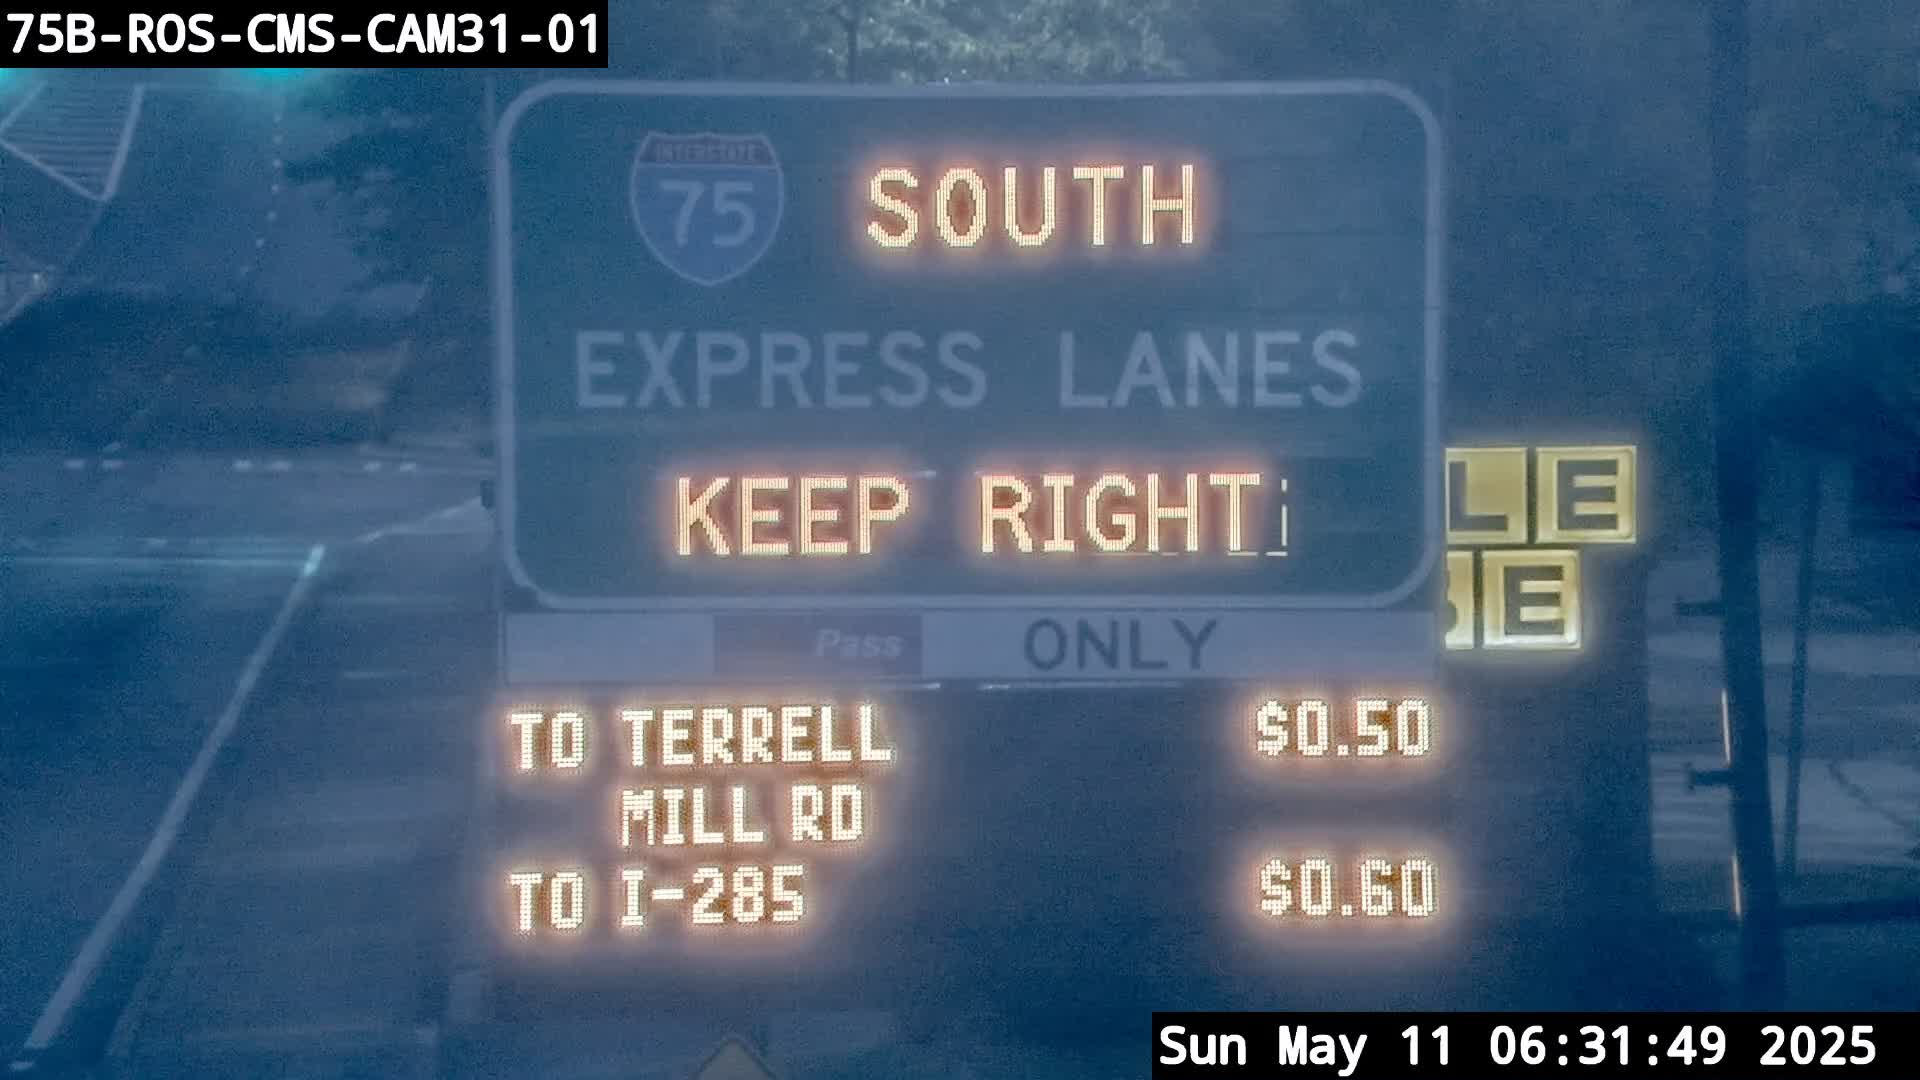 75B-ROS-CMS-CAM31-01
INTERSTATE
75
SOUTH
EXPRESS LANES
KEEP RIGHT
LE
E
Pass
ONLY
TO TERRELL $0.50
MILL RD
TO I-285 $0.60
Sun May 11 06:31:49 2025